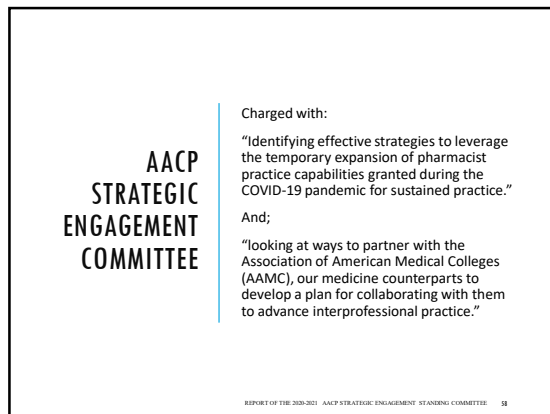 AACP
STRATEGIC
ENGAGEMENT
COMMITTEE
Charged with:
“Identifying effective strategies to leverage
the temporary expansion of pharmacist
practice capabilities granted during the
COVID-19 pandemic for sustained practice.”
And;
“looking at ways to partner with the
Association of American Medical Colleges
(AAMC), our medicine counterparts to
develop a plan for collaborating with them
to advance interprofessional practice.”
REPORT OF THE 2020-2021 AACP STRATEGIC ENGAGEMENT STANDING COMMITTEE 58